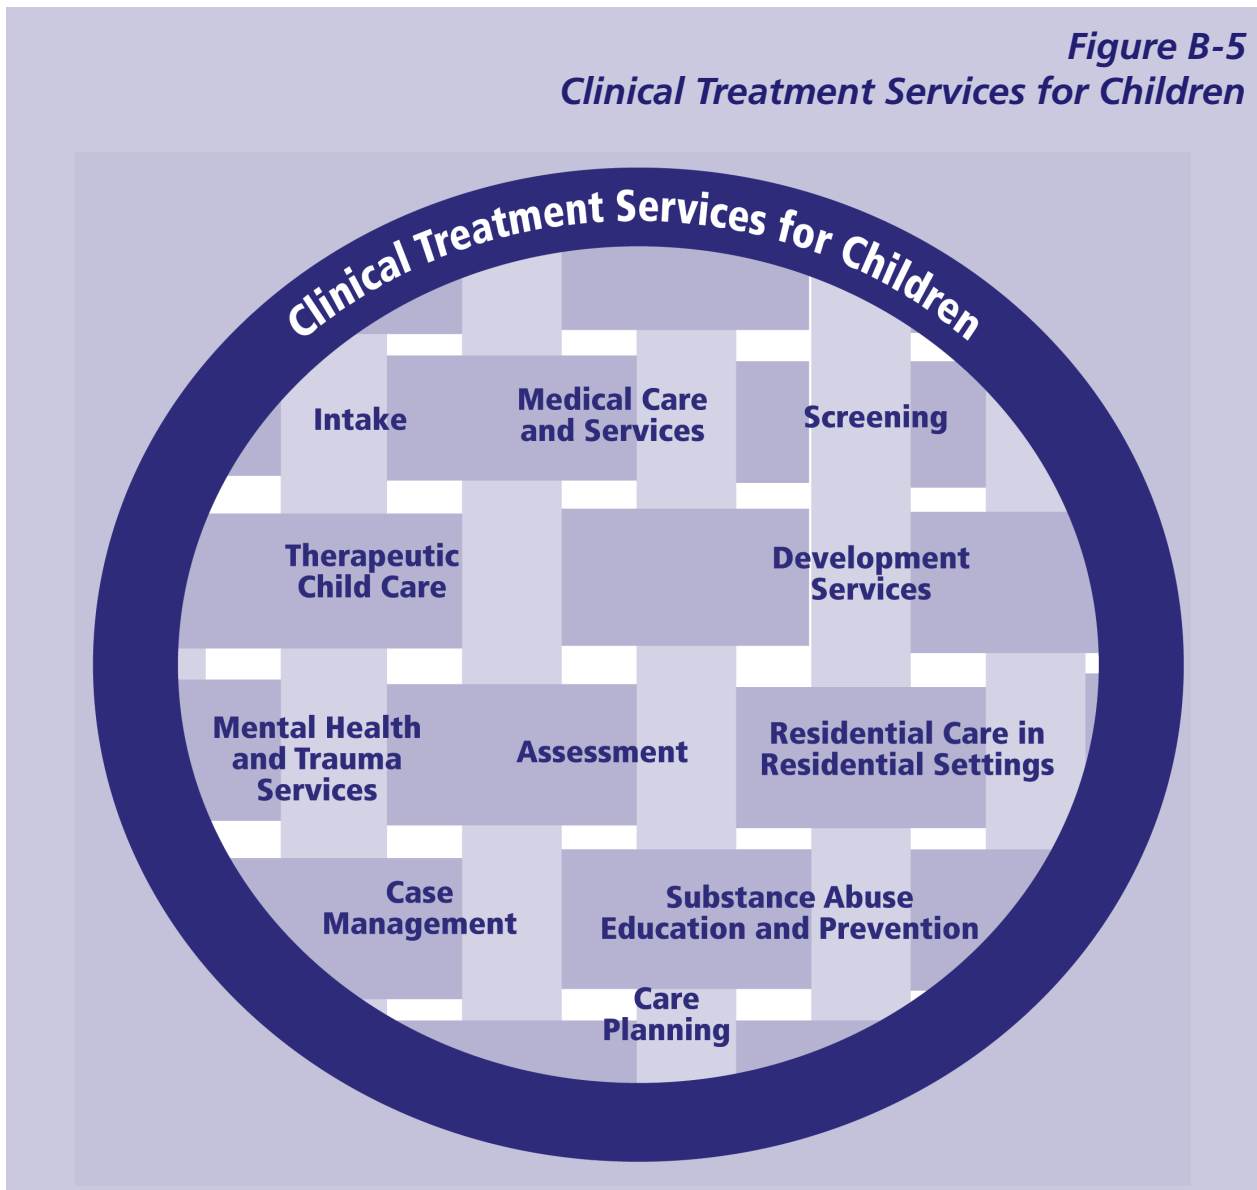 Figure B-5
Clinical Treatment Services for Children
Clinical Treatment Services for Children
Intake
Medical Care
and Services
Screening
Therapeutic
Child Care
Development
Services
Mental Health
and Trauma
Services
Assessment
Residential Care in
Residential Settings
Case
Management
Substance Abuse
Education and Prevention
Care
Planning